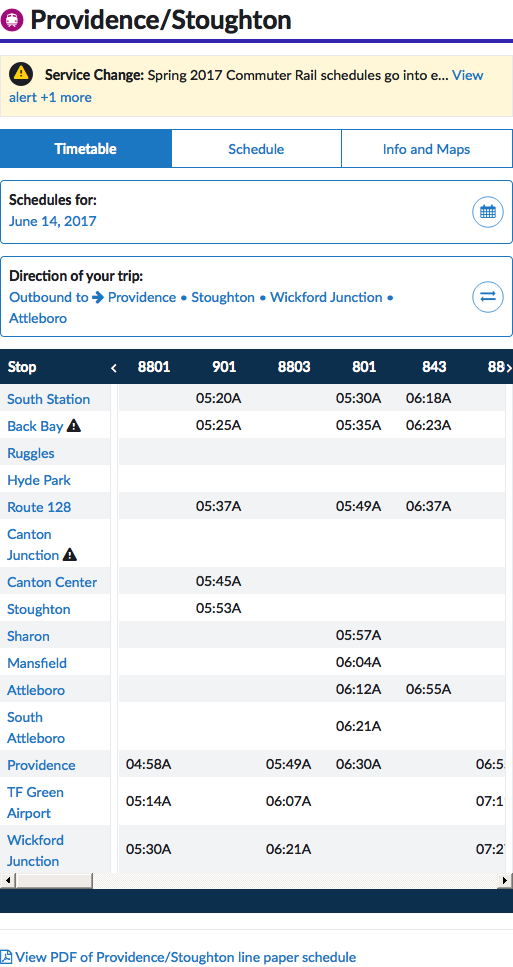 Providence/Stoughton
Service Change: Spring 2017 Commuter Rail schedules go into e... View
alert +1 more
Timetable Schedule Info and Maps
Schedules for:
June 14, 2017
Direction of your trip:
Outbound to → Providence • Stoughton • Wickford Junction •
Attleboro
Stop < 8801 901 8803 801 843 88>
South Station 05:20A 05:30A 06:18A
Back Bay 05:25A 05:35A 06:23A
Ruggles
Hyde Park
Route 128 05:37A 05:49A 06:37A
Canton
Junction
Canton Center 05:45A
Stoughton 05:53A
Sharon 05:57A
Mansfield 06:04A
Attleboro 06:12A 06:55A
South
Attleboro 06:21A
Providence 04:58A 05:49A 06:30A 06:5
TF Green
Airport 05:14A 06:07A 07:1
Wickford
Junction 05:30A 06:21A 07:2
View PDF of Providence/Stoughton line paper schedule